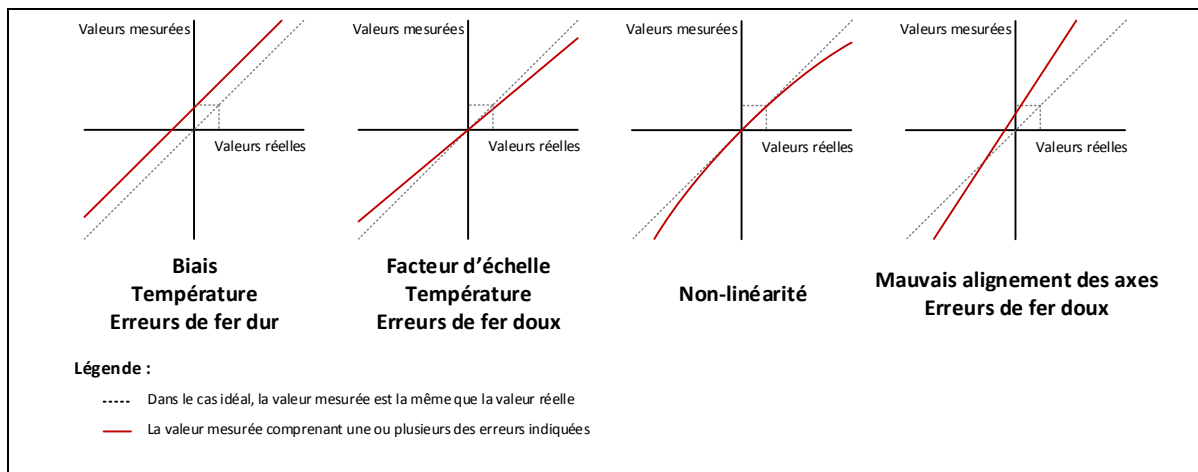 Valeurs mesurées
Valeurs réelles
Biais
Température
Erreurs de fer dur
Valeurs mesurées
Valeurs réelles
Facteur d’échelle
Température
Erreurs de fer doux
Valeurs mesurées
Valeurs réelles
Non-linéarité
Valeurs mesurées
Valeurs réelles
Mauvais alignement des axes
Erreurs de fer doux
Légende :
Dans le cas idéal, la valeur mesurée est la même que la valeur réelle
La valeur mesurée comprenant une ou plusieurs des erreurs indiquées